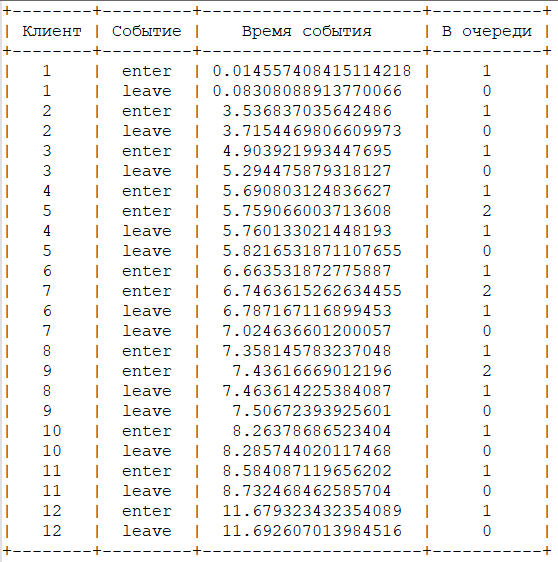 +--------+---------+----------------------+-----------+
| Клиент | Событие |    Время события     | В очереди |
+--------+---------+----------------------+-----------+
|   1    |  enter  | 0.014557408415114218 |     1     |
|   1    |  leave  | 0.08308088913770066  |     0     |
|   2    |  enter  |  3.536837035642486   |     1     |
|   2    |  leave  |  3.7154469806609973  |     0     |
|   3    |  enter  |  4.903921993447695   |     1     |
|   3    |  leave  |  5.294475879318127   |     0     |
|   4    |  enter  |  5.690803124836627   |     1     |
|   5    |  enter  |  5.759066003713608   |     2     |
|   4    |  leave  |  5.760133021448193   |     1     |
|   5    |  leave  |  5.8216531871107655  |     0     |
|   6    |  enter  |  6.663531872775887   |     1     |
|   7    |  enter  |  6.7463615262634455  |     2     |
|   6    |  leave  |  6.787167116899453   |     1     |
|   7    |  leave  |  7.024636601200057   |     0     |
|   8    |  enter  |  7.358145783237048   |     1     |
|   9    |  enter  |   7.43616669012196   |     2     |
|   8    |  leave  |  7.463614225384087   |     1     |
|   9    |  leave  |   7.50672393925601   |     0     |
|   10   |  enter  |   8.26378686523404   |     1     |
|   10   |  leave  |  8.285744020117468   |     0     |
|   11   |  enter  |  8.584087119656202   |     1     |
|   11   |  leave  |  8.732468462585704   |     0     |
|   12   |  enter  |  11.679323432354089  |     1     |
|   12   |  leave  |  11.692607013984516  |     0     |
+--------+---------+----------------------+-----------+